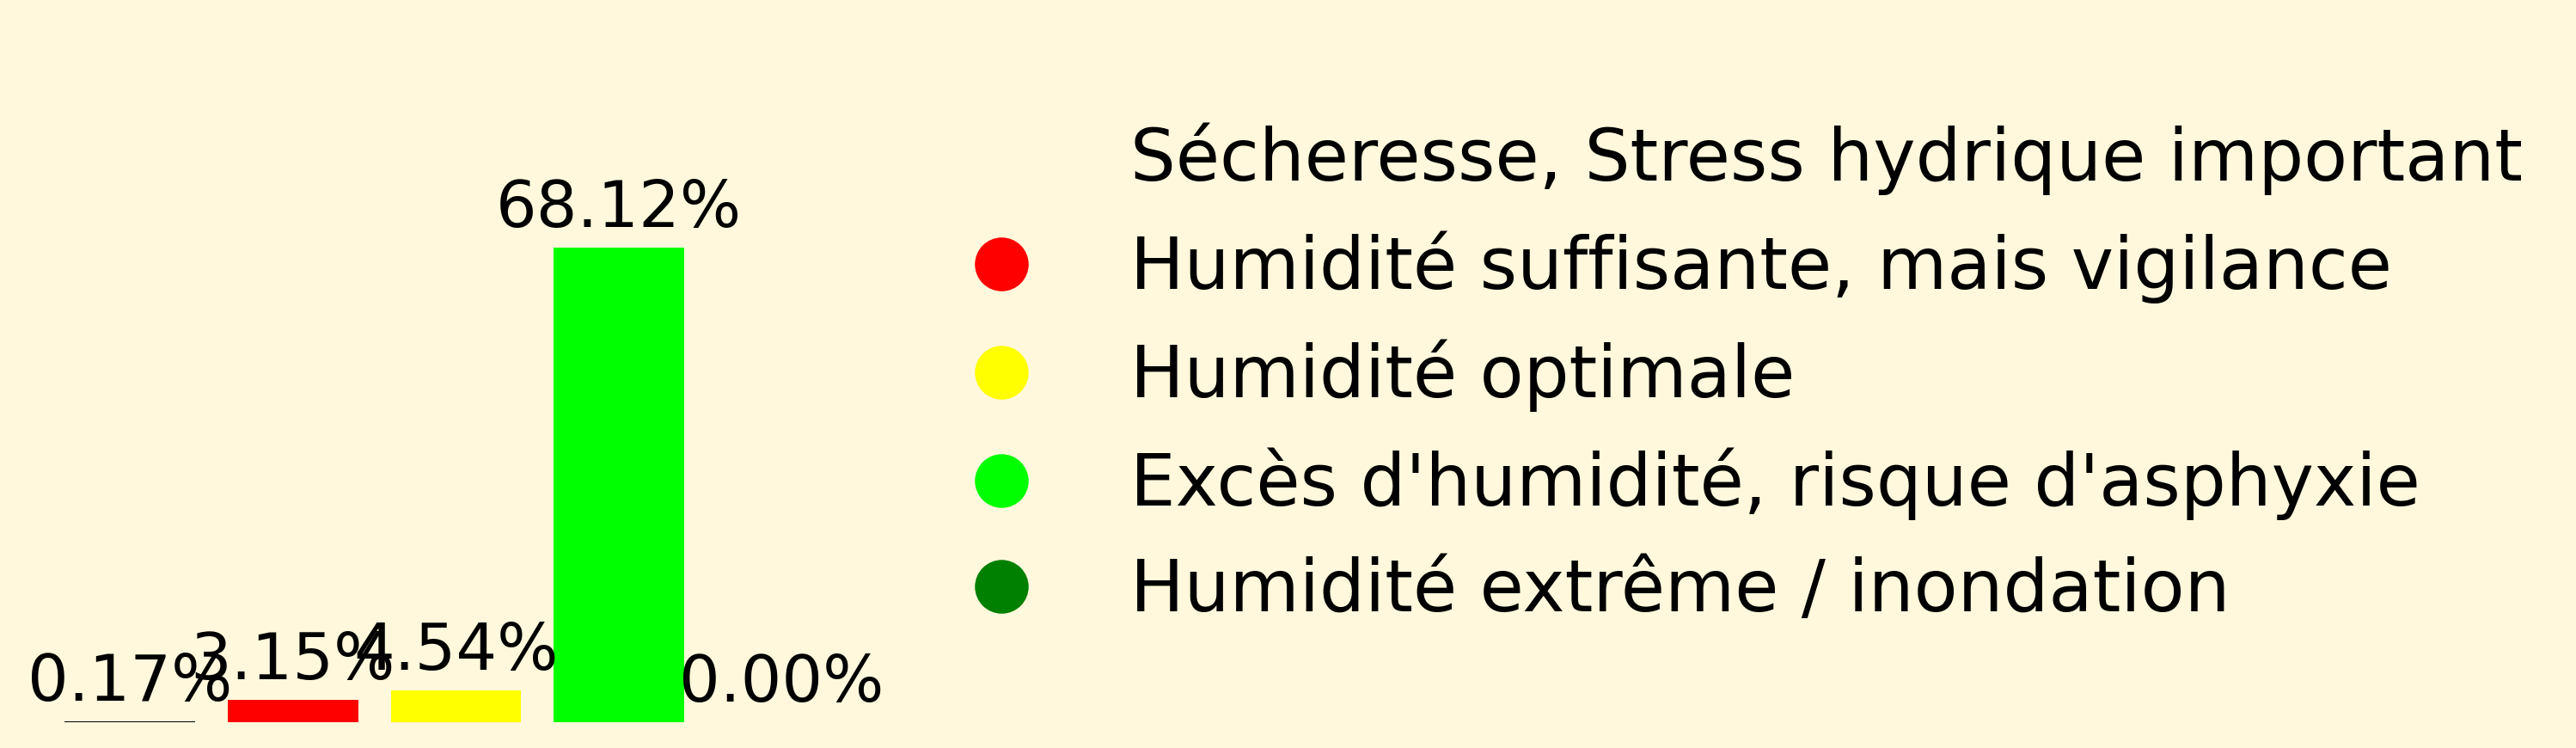 68.12%
0.17%
3.15%
4.54%
0.00%
Sécheresse, Stress hydrique important
Humidité suffisante, mais vigilance
Humidité optimale
Excès d'humidité, risque d'asphyxie
Humidité extrême / inondation